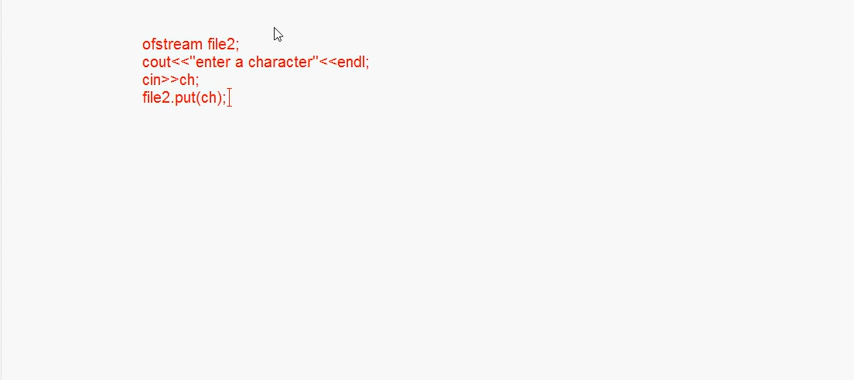 ofstream file2;
cout<<"enter a character"<<endl;
cin>>ch;
file2.put(ch);